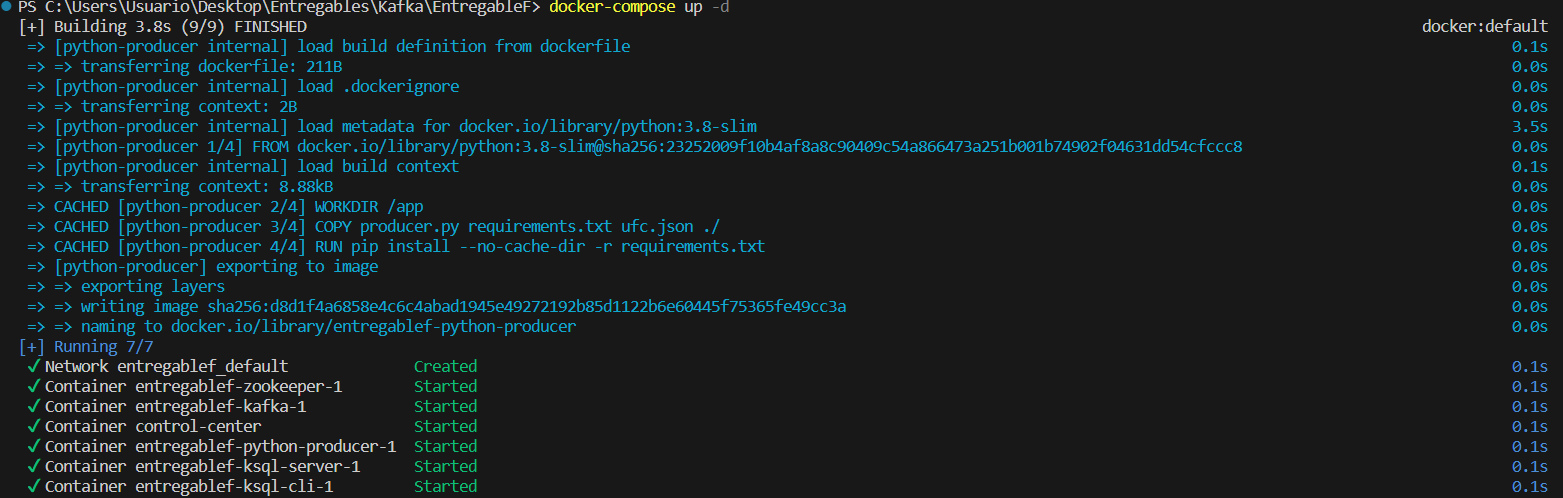 PS C:\Users\Usuario\Desktop\Entregables\Kafka\EntregableF> docker-compose up -d
[+] Building 3.8s (9/9) FINISHED docker:default
=> [python-producer internal] load build definition from dockerfile 0.1s
=> => transferring dockerfile: 211B 0.0s
=> [python-producer internal] load .dockerignore 0.0s
=> => transferring context: 2B 0.0s
=> [python-producer internal] load metadata for docker.io/library/python:3.8-slim 3.5s
=> [python-producer 1/4] FROM docker.io/library/python:3.8-slim@sha256:23252009f10b4af8a8c90409c54a866473a251b001b74902f04631dd54cfccc8 0.0s
=> [python-producer internal] load build context 0.1s
=> => transferring context: 8.88kB 0.0s
=> CACHED [python-producer 2/4] WORKDIR /app 0.0s
=> CACHED [python-producer 3/4] COPY producer.py requirements.txt ufc.json ./ 0.0s
=> CACHED [python-producer 4/4] RUN pip install --no-cache-dir -r requirements.txt 0.0s
=> [python-producer] exporting to image 0.0s
=> => exporting layers 0.0s
=> => writing image sha256:d8d1f4a6858e4c6c4abad1945e49272192b85d1122b6e60445f75365fe49cc3a 0.0s
=> => naming to docker.io/library/entregablef-python-producer 0.0s
[+] Running 7/7
✓ Network entregablef_default Created 0.1s
✓ Container entregablef-zookeeper-1 Started 0.1s
✓ Container entregablef-kafka-1 Started 0.1s
✓ Container control-center Started 0.1s
✓ Container entregablef-python-producer-1 Started 0.1s
✓ Container entregablef-ksql-server-1 Started 0.1s
✓ Container entregablef-ksql-cli-1 Started 0.1s